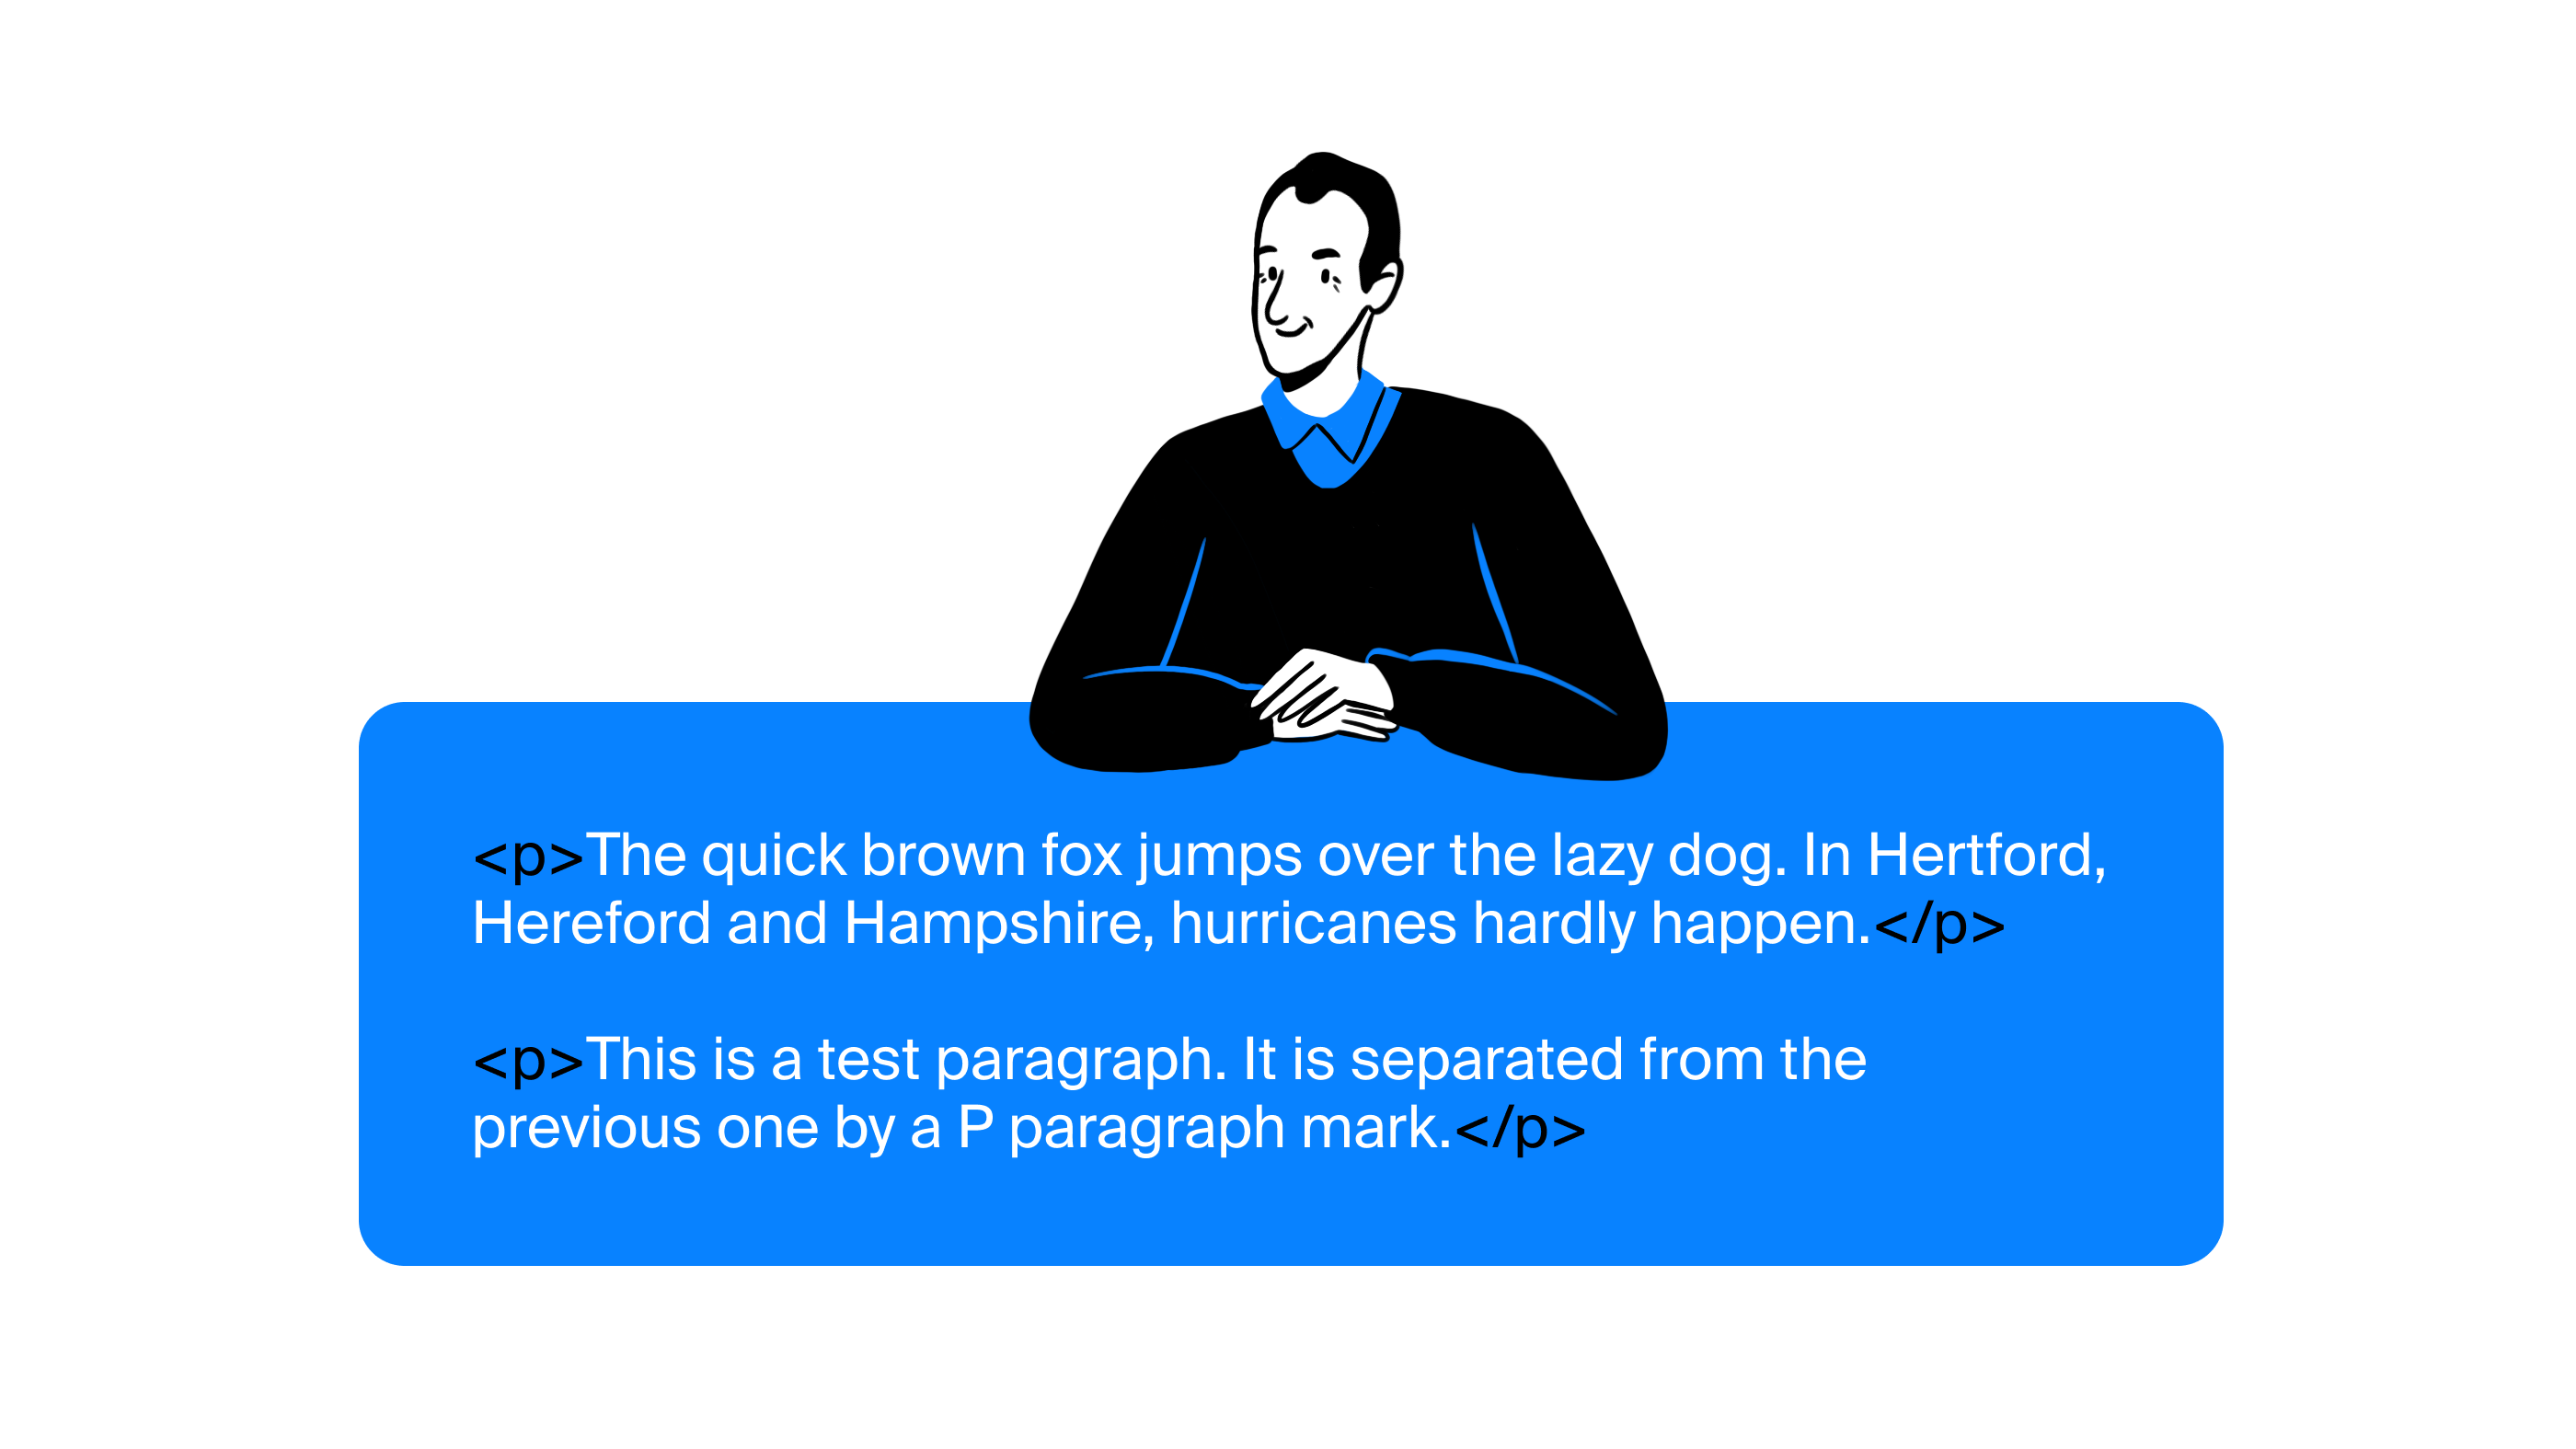 <p>The quick brown fox jumps over the lazy dog. In Hertford,
Hereford and Hampshire, hurricanes hardly happen.</p>
<p>This is a test paragraph. It is separated from the
previous one by a P paragraph mark.</p>